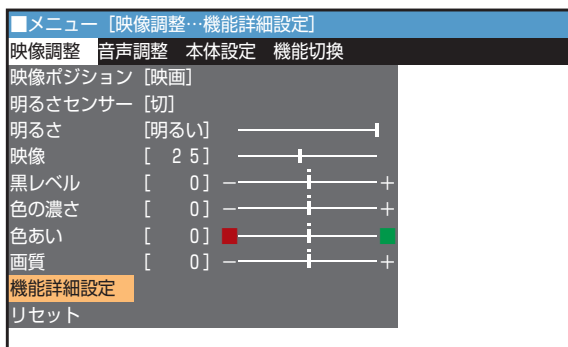 ■メニュー [映像調整…機能詳細設定]
映像調整 音声調整 本体設定 機能切換
映像ポジション [映画]
明るさセンサー [切]
明るさ [明るい]
映像 [ 25]
黒レベル [ 0] − +
色の濃さ [ 0] − +
色あい [ 0]
画質 [ 0] − +
機能詳細設定
リセット